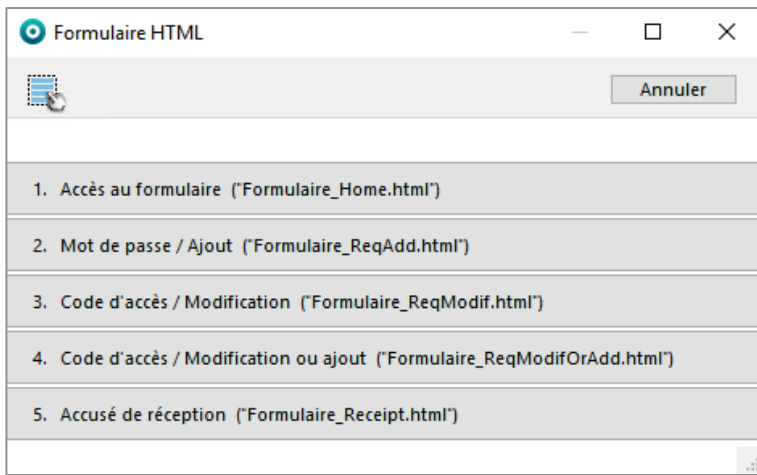 Formulaire HTML
Annuler
1. Accès au formulaire ("Formulaire_Home.html")
2. Mot de passe / Ajout ("Formulaire_ReqAdd.html")
3. Code d'accès / Modification ("Formulaire_ReqModif.html")
4. Code d'accès / Modification ou ajout ("Formulaire_ReqModifOrAdd.html")
5. Accusé de réception ("Formulaire_Receipt.html")